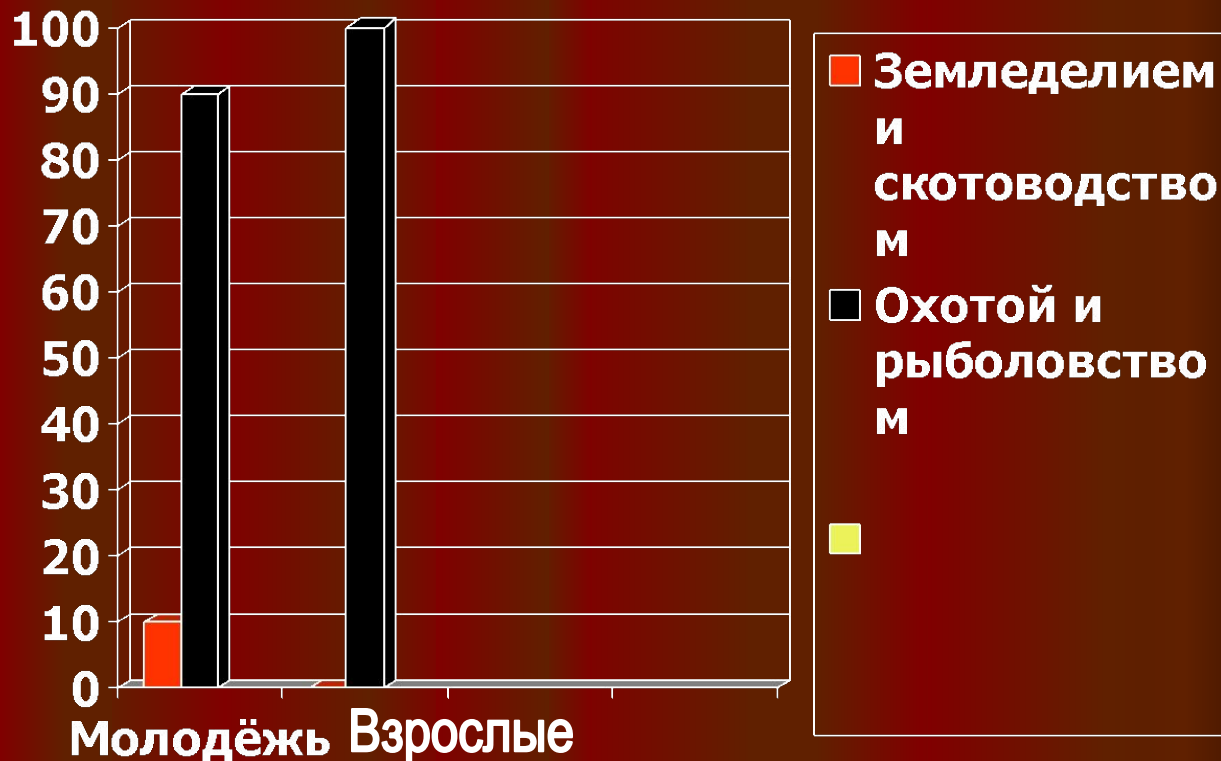 100
90
80
70
60
50
40
30
20
10
0
Молодёжь Взрослые
Земледелием
и
скотоводство
м
Охотой и
рыболовство
м